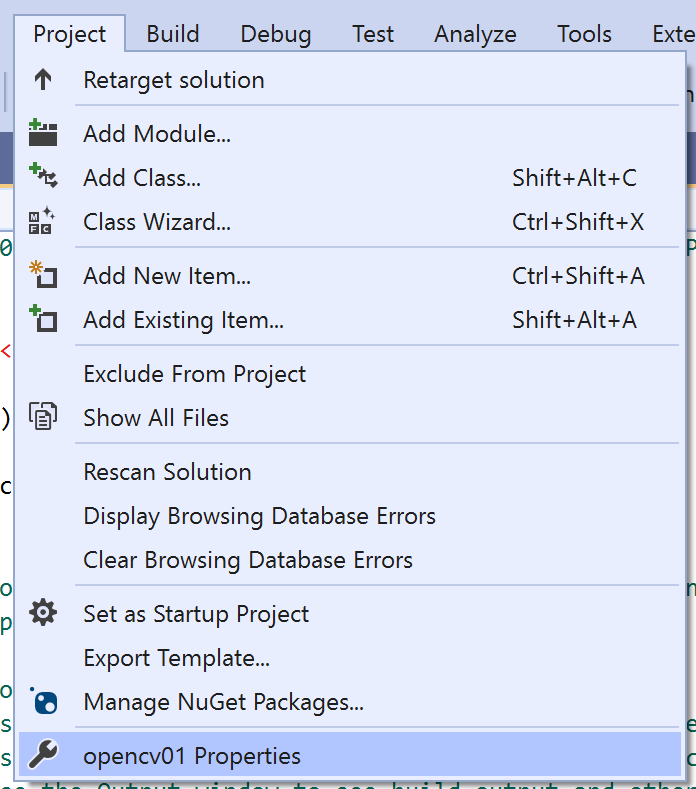 Project Build Debug Test Analyze Tools Exte
Retarget solution
Add Module...
Add Class... Shift+Alt+C
Class Wizard... Ctrl+Shift+X
Add New Item... Ctrl+Shift+A
Add Existing Item... Shift+Alt+A
Exclude From Project
Show All Files
Rescan Solution
Display Browsing Database Errors
Clear Browsing Database Errors
Set as Startup Project
Export Template...
Manage NuGet Packages...
opencv01 Properties